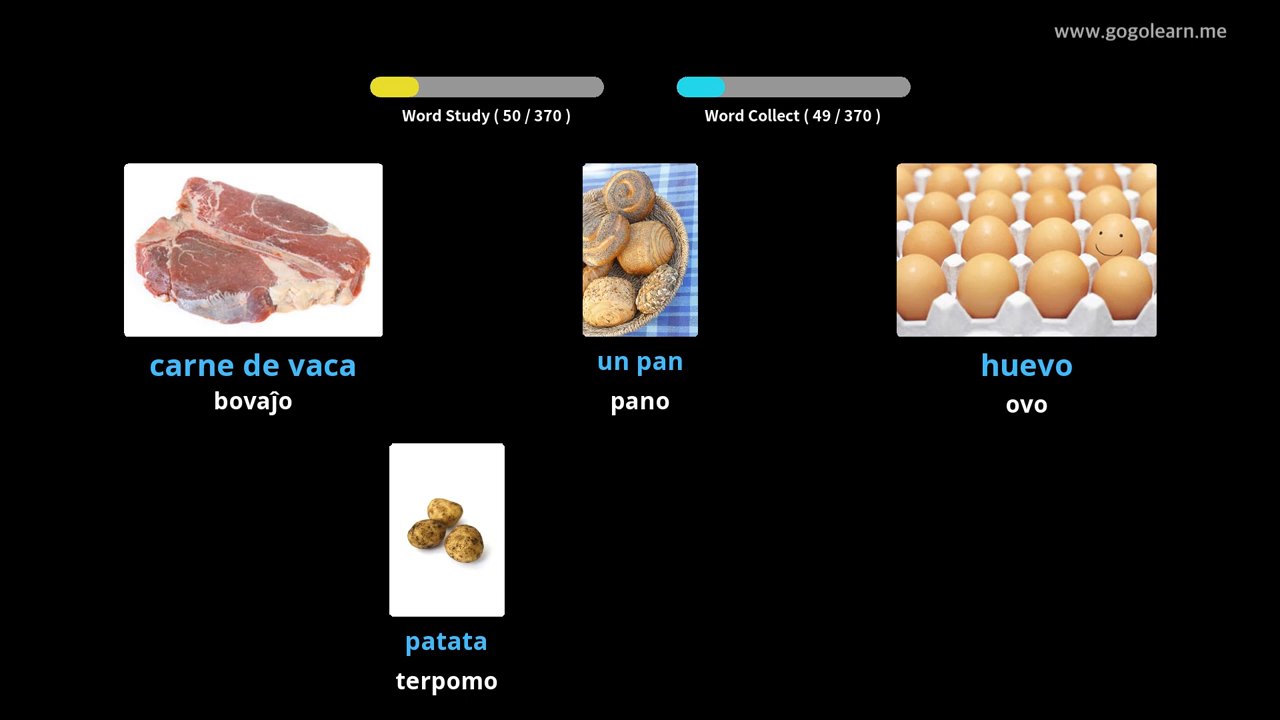 www.gogolearn.me
Word Study ( 50 / 370 )
Word Collect ( 49 / 370 )
carne de vaca
bovaĵo
un pan
pano
huevo
ovo
patata
terpomo